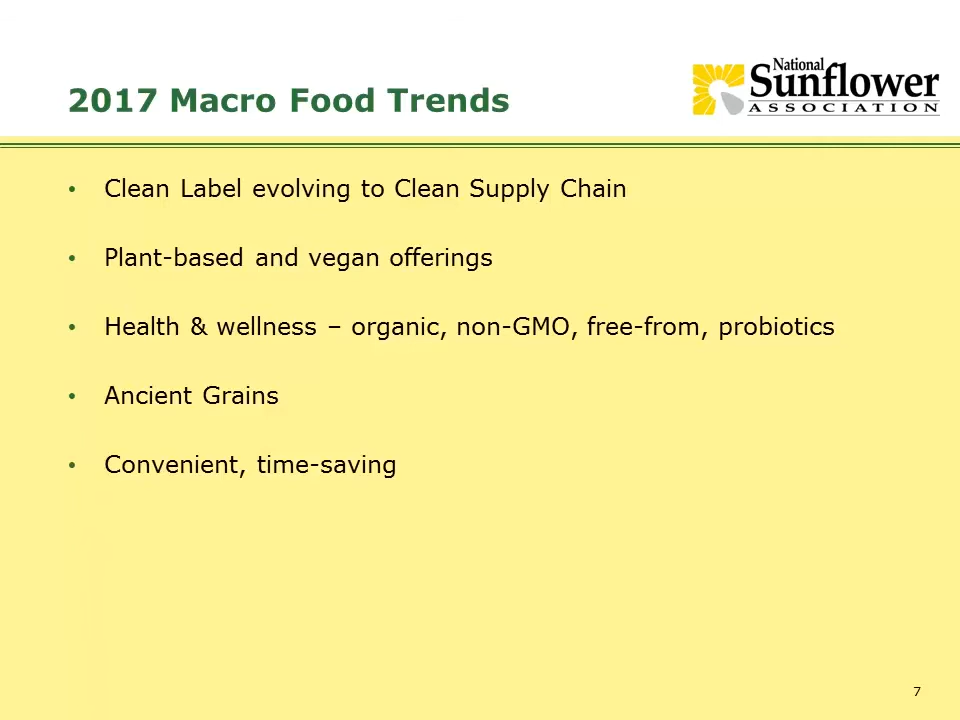 2017 Macro Food Trends
National
Sunflower
ASSOCIATION
• Clean Label evolving to Clean Supply Chain
• Plant-based and vegan offerings
• Health & wellness – organic, non-GMO, free-from, probiotics
• Ancient Grains
• Convenient, time-saving
7